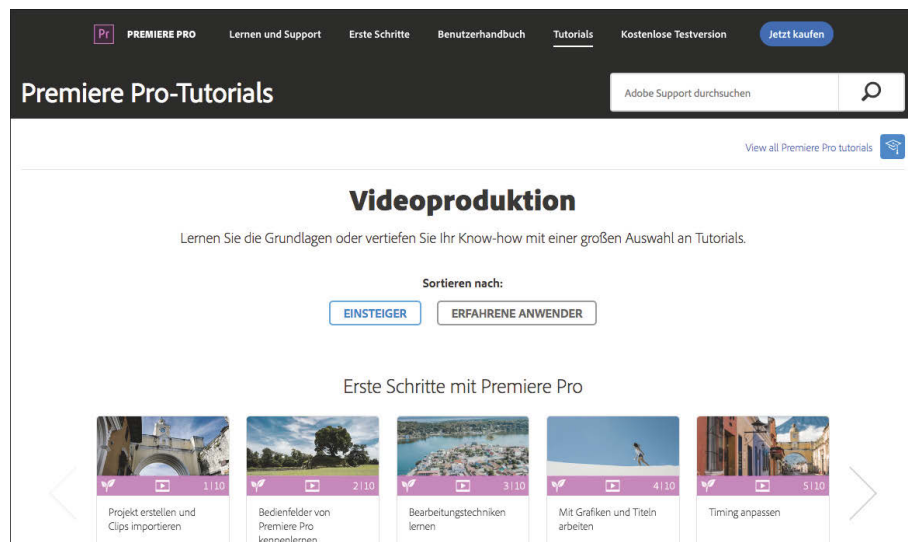 Pr PREMIERE PRO Lernen und Support Erste Schritte Benutzerhandbuch Tutorials Kostenlose Testversion Jetzt kaufen
Premiere Pro-Tutorials
Adobe Support durchsuchen
View all Premiere Pro tutorials
Videoproduktion
Lernen Sie die Grundlagen oder vertiefen Sie Ihr Know-how mit einer großen Auswahl an Tutorials.
Sortieren nach:
EINSTEIGER ERFAHRENE ANWENDER
Erste Schritte mit Premiere Pro
1|10
Projekt erstellen und
Clips importieren
2|10
Bedienfelder von
Premiere Pro
kennenlernen
3|10
Bearbeitungstechniken
lernen
4|10
Mit Grafiken und Titeln
arbeiten
5|10
Timing anpassen